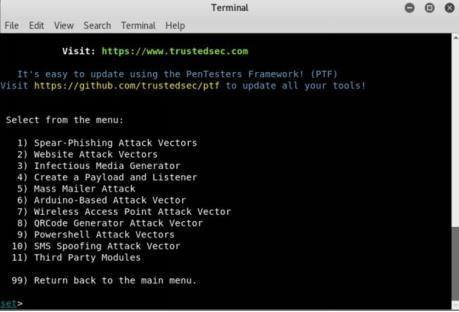 Terminal
File Edit View Search Terminal Help
Visit: https://www.trustedsec.com
It's easy to update using the PenTesters Framework! (PTF)
Visit https://github.com/trustedsec/ptf to update all your tools!
Select from the menu:
1) Spear-Phishing Attack Vectors
2) Website Attack Vectors
3) Infectious Media Generator
4) Create a Payload and Listener
5) Mass Mailer Attack
6) Arduino-Based Attack Vector
7) Wireless Access Point Attack Vector
8) QRCode Generator Attack Vector
9) Powershell Attack Vectors
10) SMS Spoofing Attack Vector
11) Third Party Modules
99) Return back to the main menu.
set>